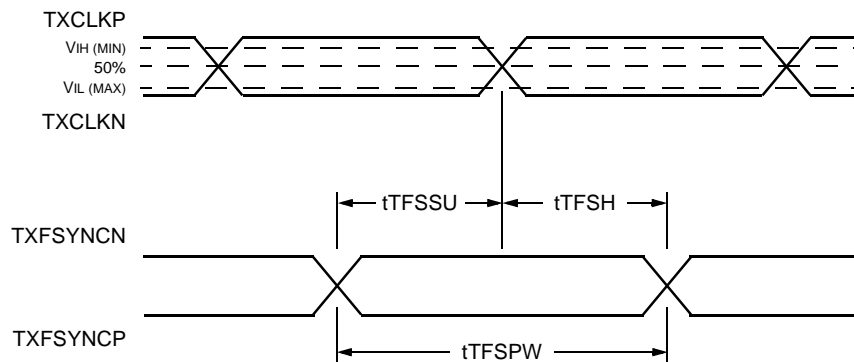 TXCLKP
VIH (MIN)
50%
VIL (MAX)
TXCLKN
tTFSSU
tTFSH
TXFSYNCN
TXFSYNCP
tTFSPW